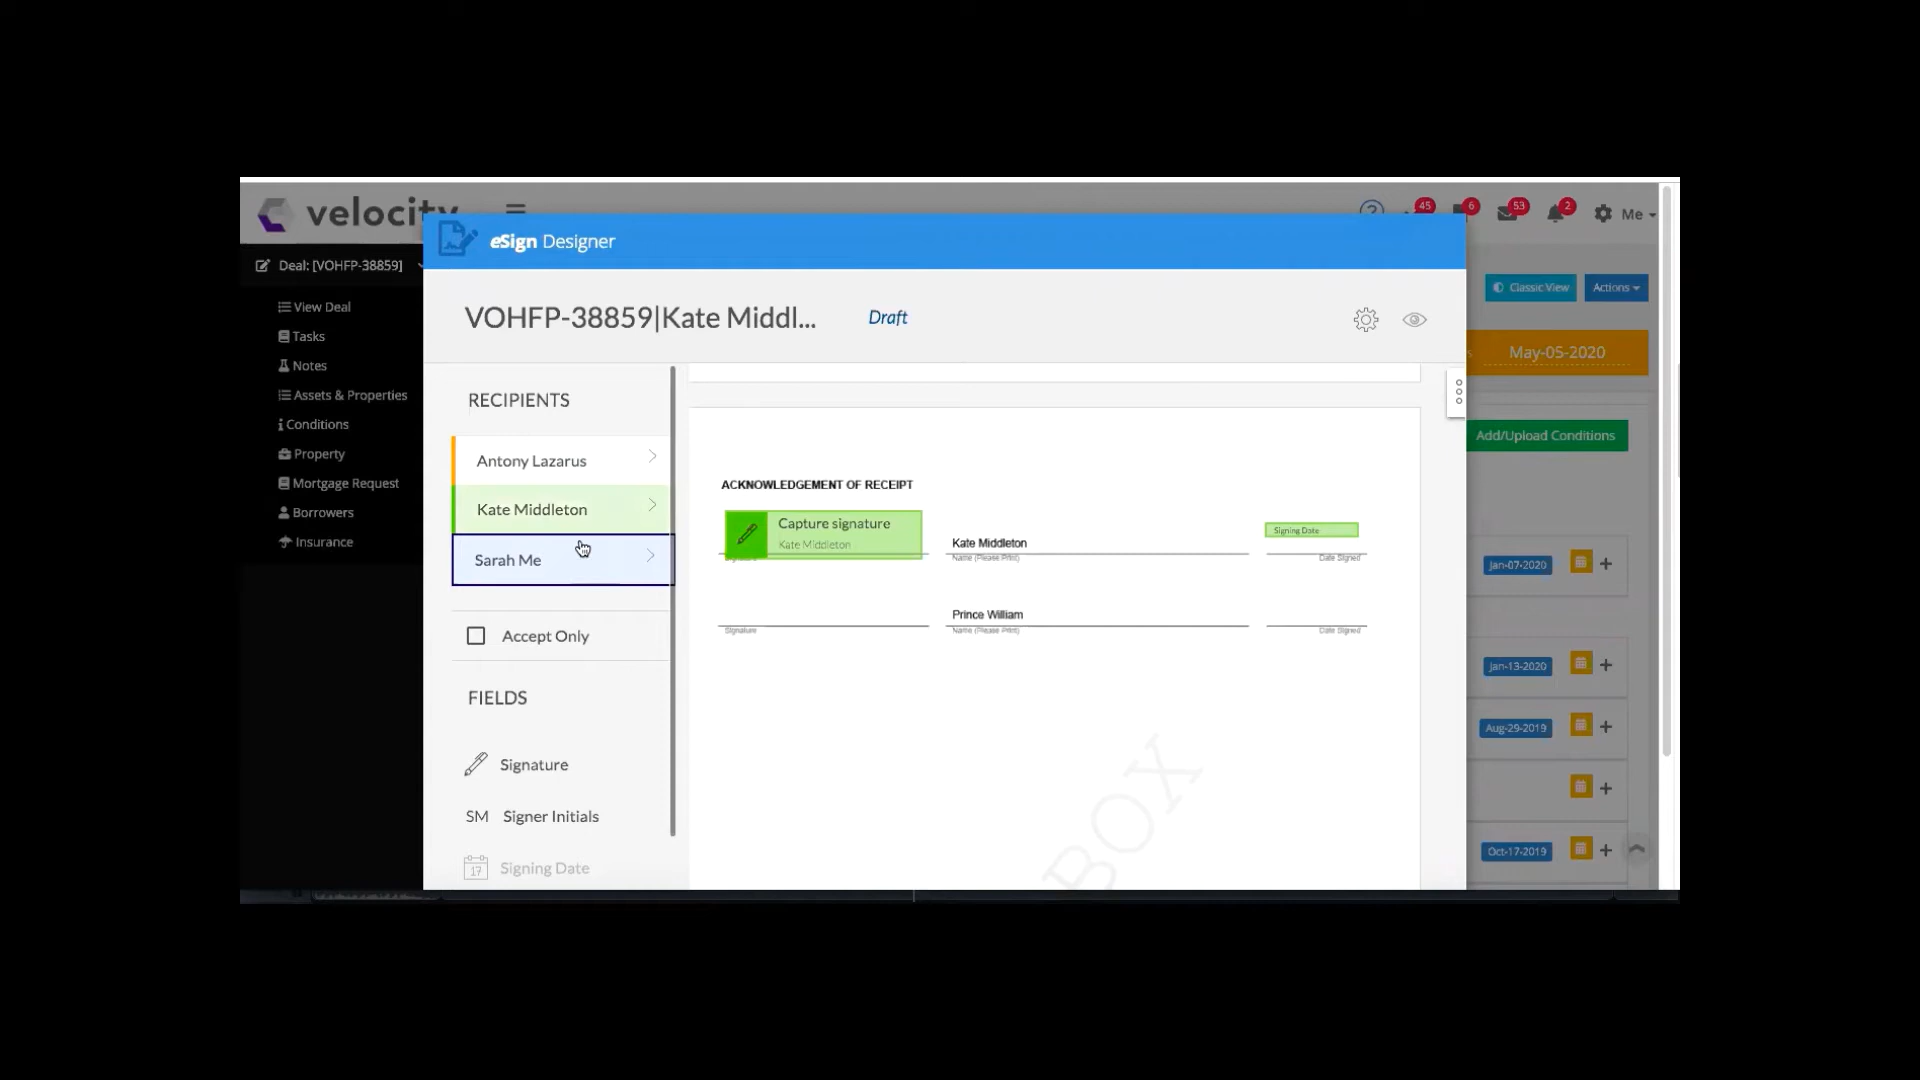 velocity
45
6
53
2
Me
eSign Designer
Deal: [VOHFP-38859]
Classic View
Actions
View Deal
Tasks
Notes
Assets & Properties
Conditions
Property
Mortgage Request
Borrowers
Insurance
VOHFP-38859|Kate Middl...
Draft
May-05-2020
RECIPIENTS
Antony Lazarus
Kate Middleton
Sarah Me
Accept Only
FIELDS
Signature
SM Signer Initials
17 Signing Date
ACKNOWLEDGEMENT OF RECEIPT
Capture signature
Kate Middleton
Kate Middleton
Signing Date
Name (Please Print)
Date Signed
Prince William
Signature
Name (Please Print)
Date Signed
BOX
Add/Upload Conditions
Jan-07-2020
Jan-13-2020
Aug-29-2019
Oct-17-2019